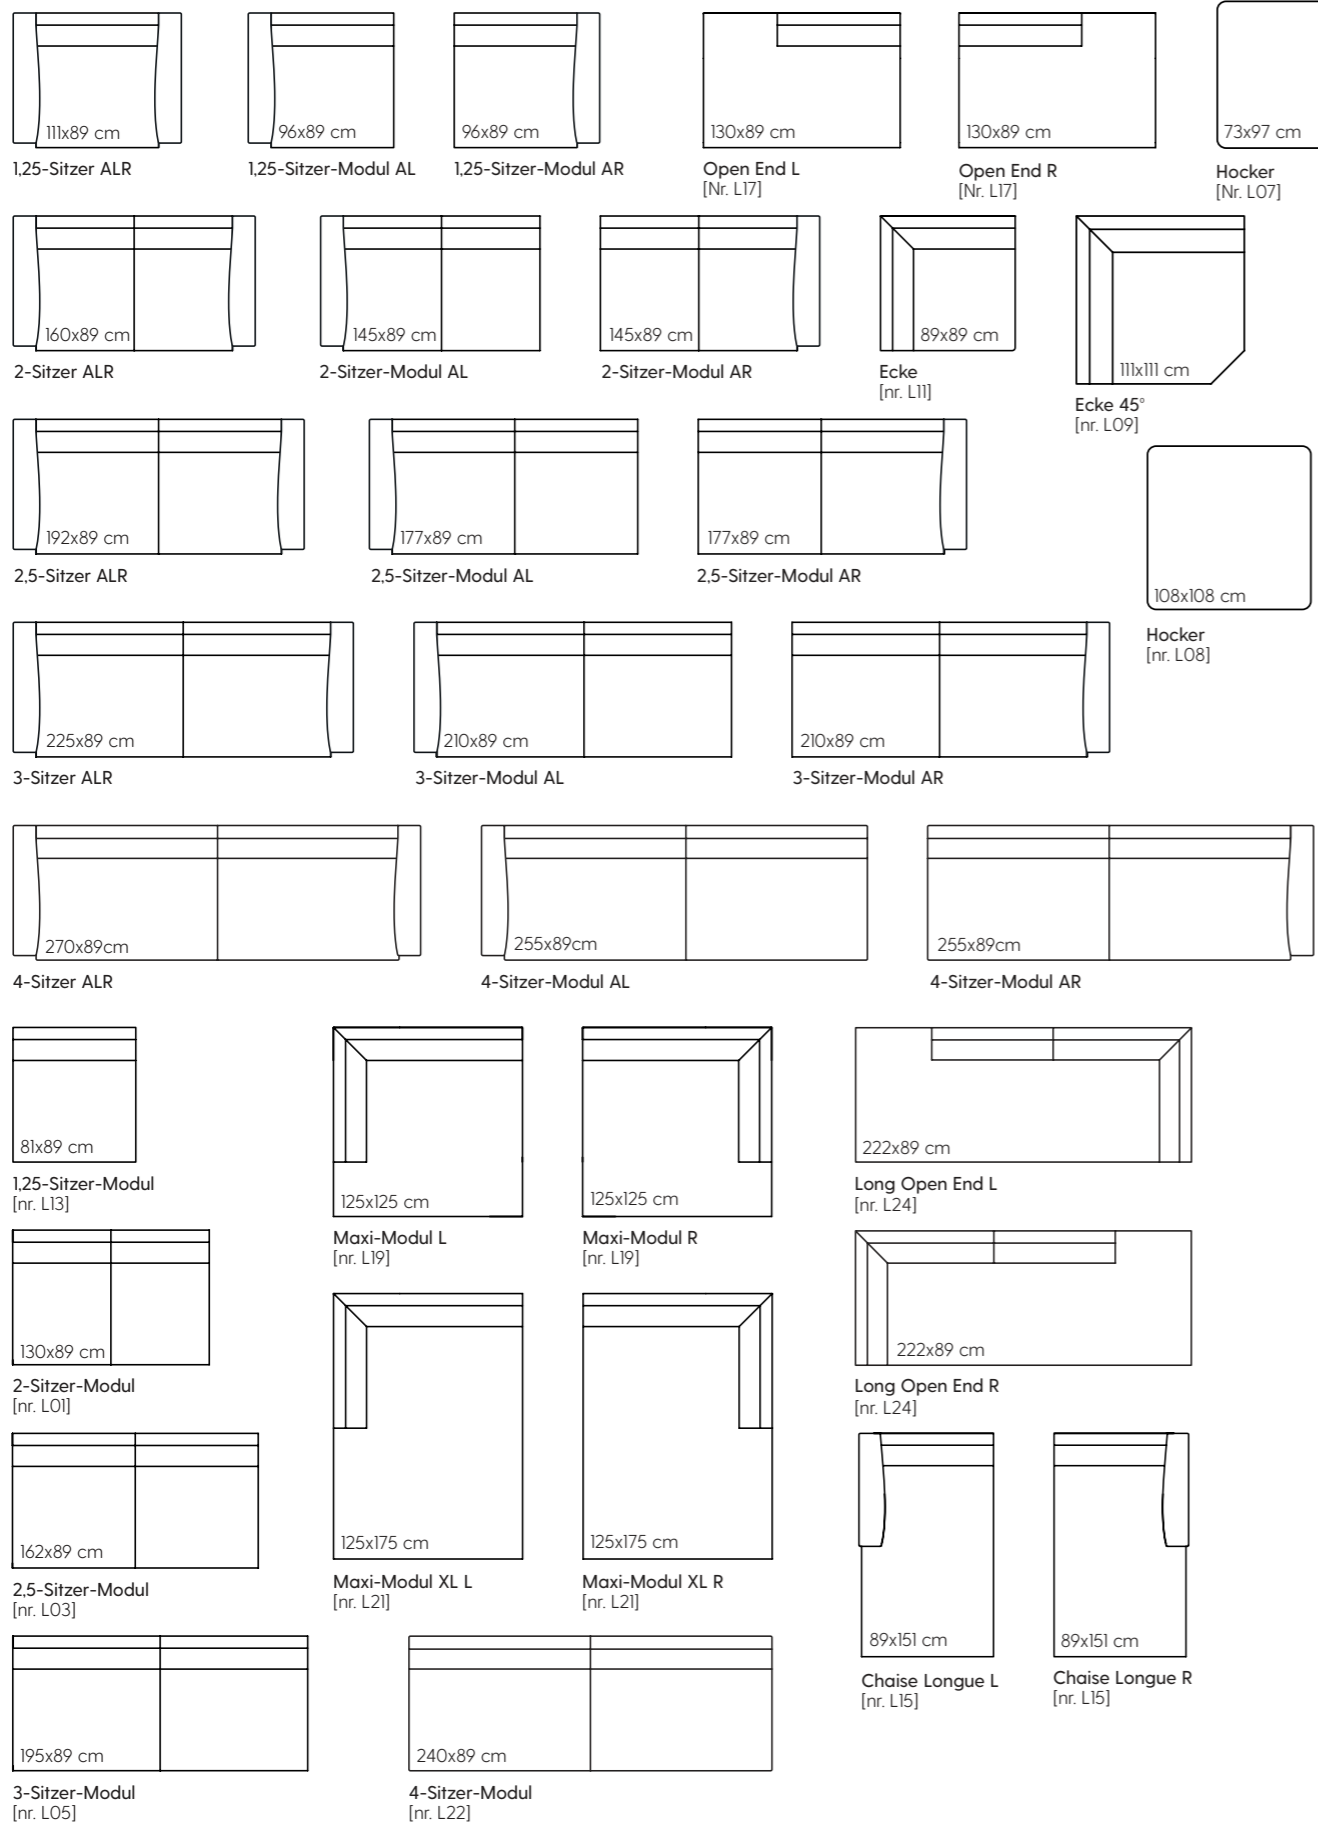 111x89 cm
1,25-Sitzer ALR
96x89 cm
1,25-Sitzer-Modul AL
96x89 cm
1,25-Sitzer-Modul AR
130x89 cm
Open End L
[Nr. L17]
130x89 cm
Open End R
[Nr. L17]
73x97 cm
Hocker
[Nr. L07]
160x89 cm
2-Sitzer ALR
145x89 cm
2-Sitzer-Modul AL
145x89 cm
2-Sitzer-Modul AR
89x89 cm
Ecke
[nr. L11]
111x111 cm
Ecke 45°
[nr. L09]
192x89 cm
2,5-Sitzer ALR
177x89 cm
2,5-Sitzer-Modul AL
177x89 cm
2,5-Sitzer-Modul AR
108x108 cm
Hocker
[nr. L08]
225x89 cm
3-Sitzer ALR
210x89 cm
3-Sitzer-Modul AL
210x89 cm
3-Sitzer-Modul AR
270x89cm
4-Sitzer ALR
255x89cm
4-Sitzer-Modul AL
255x89cm
4-Sitzer-Modul AR
81x89 cm
1,25-Sitzer-Modul
[nr. L13]
125x125 cm
Maxi-Modul L
[nr. L19]
125x125 cm
Maxi-Modul R
[nr. L19]
222x89 cm
Long Open End L
[nr. L24]
130x89 cm
2-Sitzer-Modul
[nr. L01]
222x89 cm
Long Open End R
[nr. L24]
162x89 cm
2,5-Sitzer-Modul
[nr. L03]
125x175 cm
Maxi-Modul XL L
[nr. L21]
125x175 cm
Maxi-Modul XL R
[nr. L21]
89x151 cm
Chaise Longue L
[nr. L15]
89x151 cm
Chaise Longue R
[nr. L15]
195x89 cm
3-Sitzer-Modul
[nr. L05]
240x89 cm
4-Sitzer-Modul
[nr. L22]